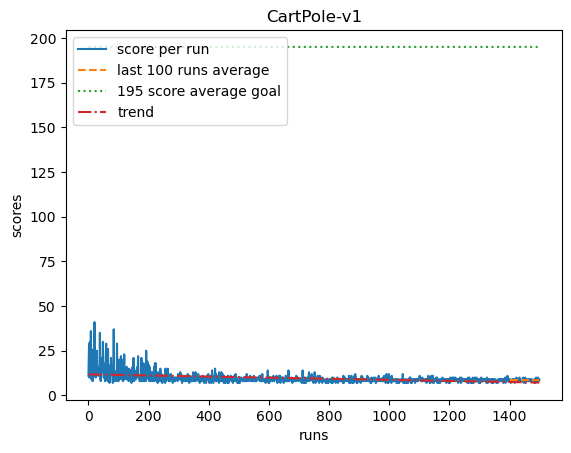 CartPole-v1
score per run
last 100 runs average
195 score average goal
trend
scores
200
175
150
125
100
75
50
25
0
0 200 400 600 800 1000 1200 1400
runs